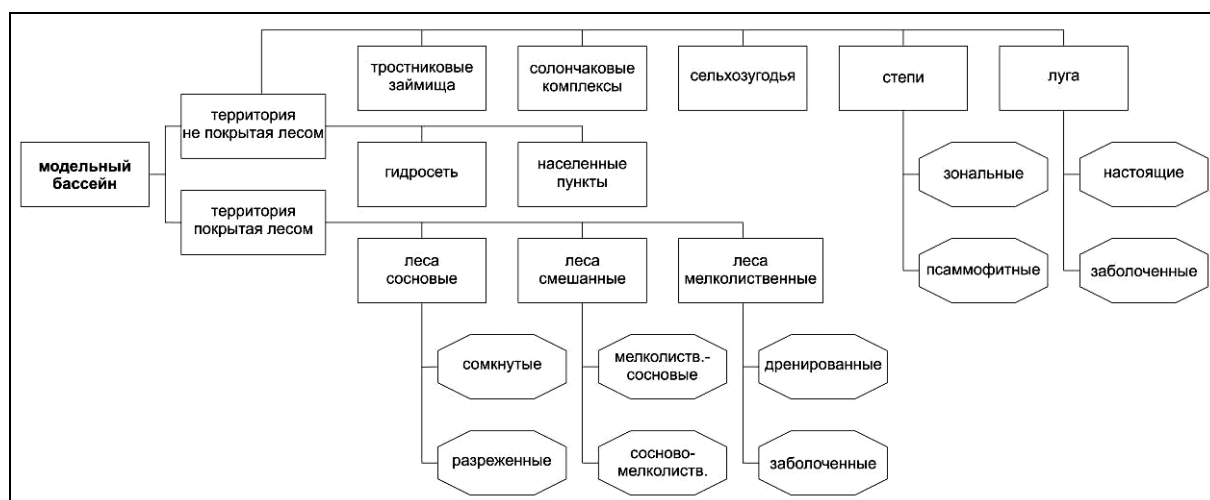 тростниковые
займища
солончаковые
комплексы
сельхозугодья
степи
луга
территория
не покрытая лесом
модельный
бассейн
гидросеть
населенные
пункты
зональные
настоящие
территория
покрытая лесом
леса
сосновые
леса
смешанные
леса
мелколиственные
псаммофитные
заболоченные
сомкнутые
мелколиств.-
сосновые
дренированные
разреженные
сосново-
мелколиств.
заболоченные